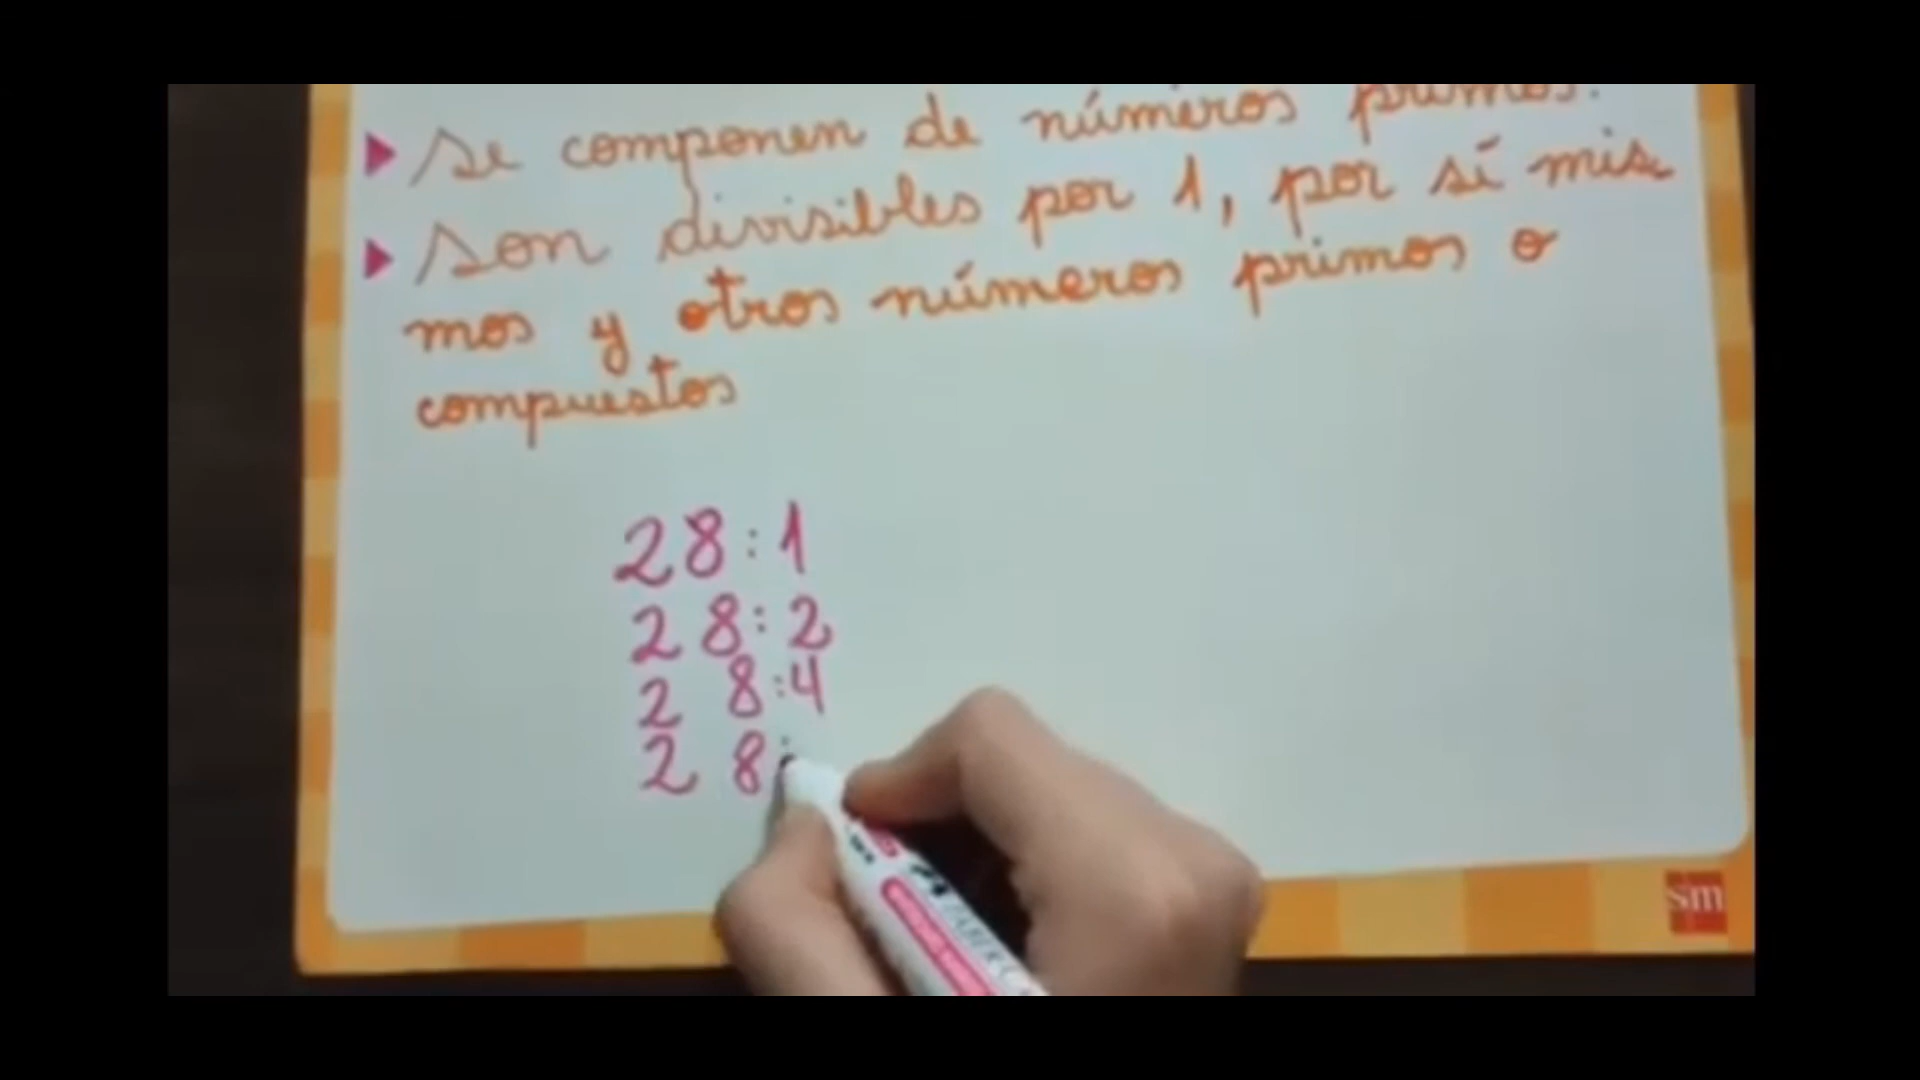 Se componen de números primos.
Son divisibles por 1, por sí mis
mos y otros números primos o
compuestos
28:1
28:2
28:4
28:
sm